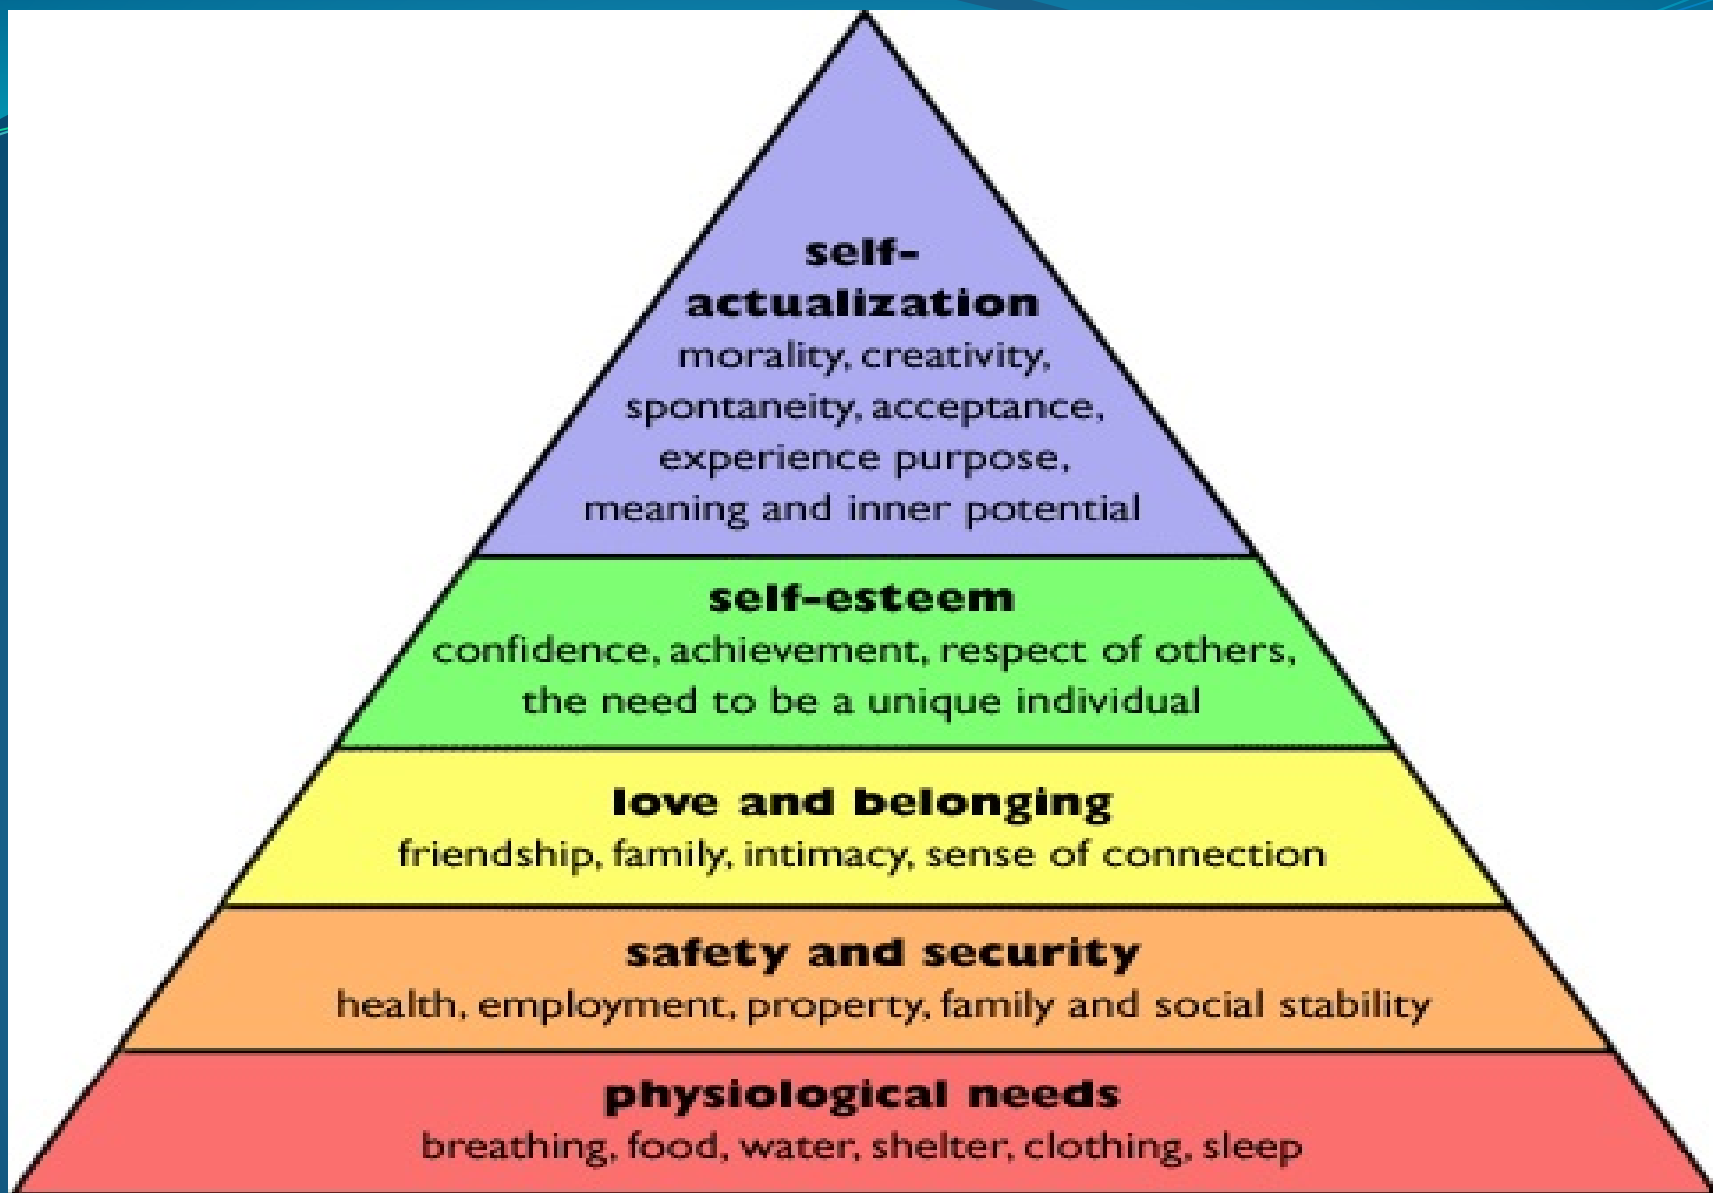 self-
actualization
morality, creativity,
spontaneity, acceptance,
experience purpose,
meaning and inner potential
self-esteem
confidence, achievement, respect of others,
the need to be a unique individual
love and belonging
friendship, family, intimacy, sense of connection
safety and security
health, employment, property, family and social stability
physiological needs
breathing, food, water, shelter, clothing, sleep